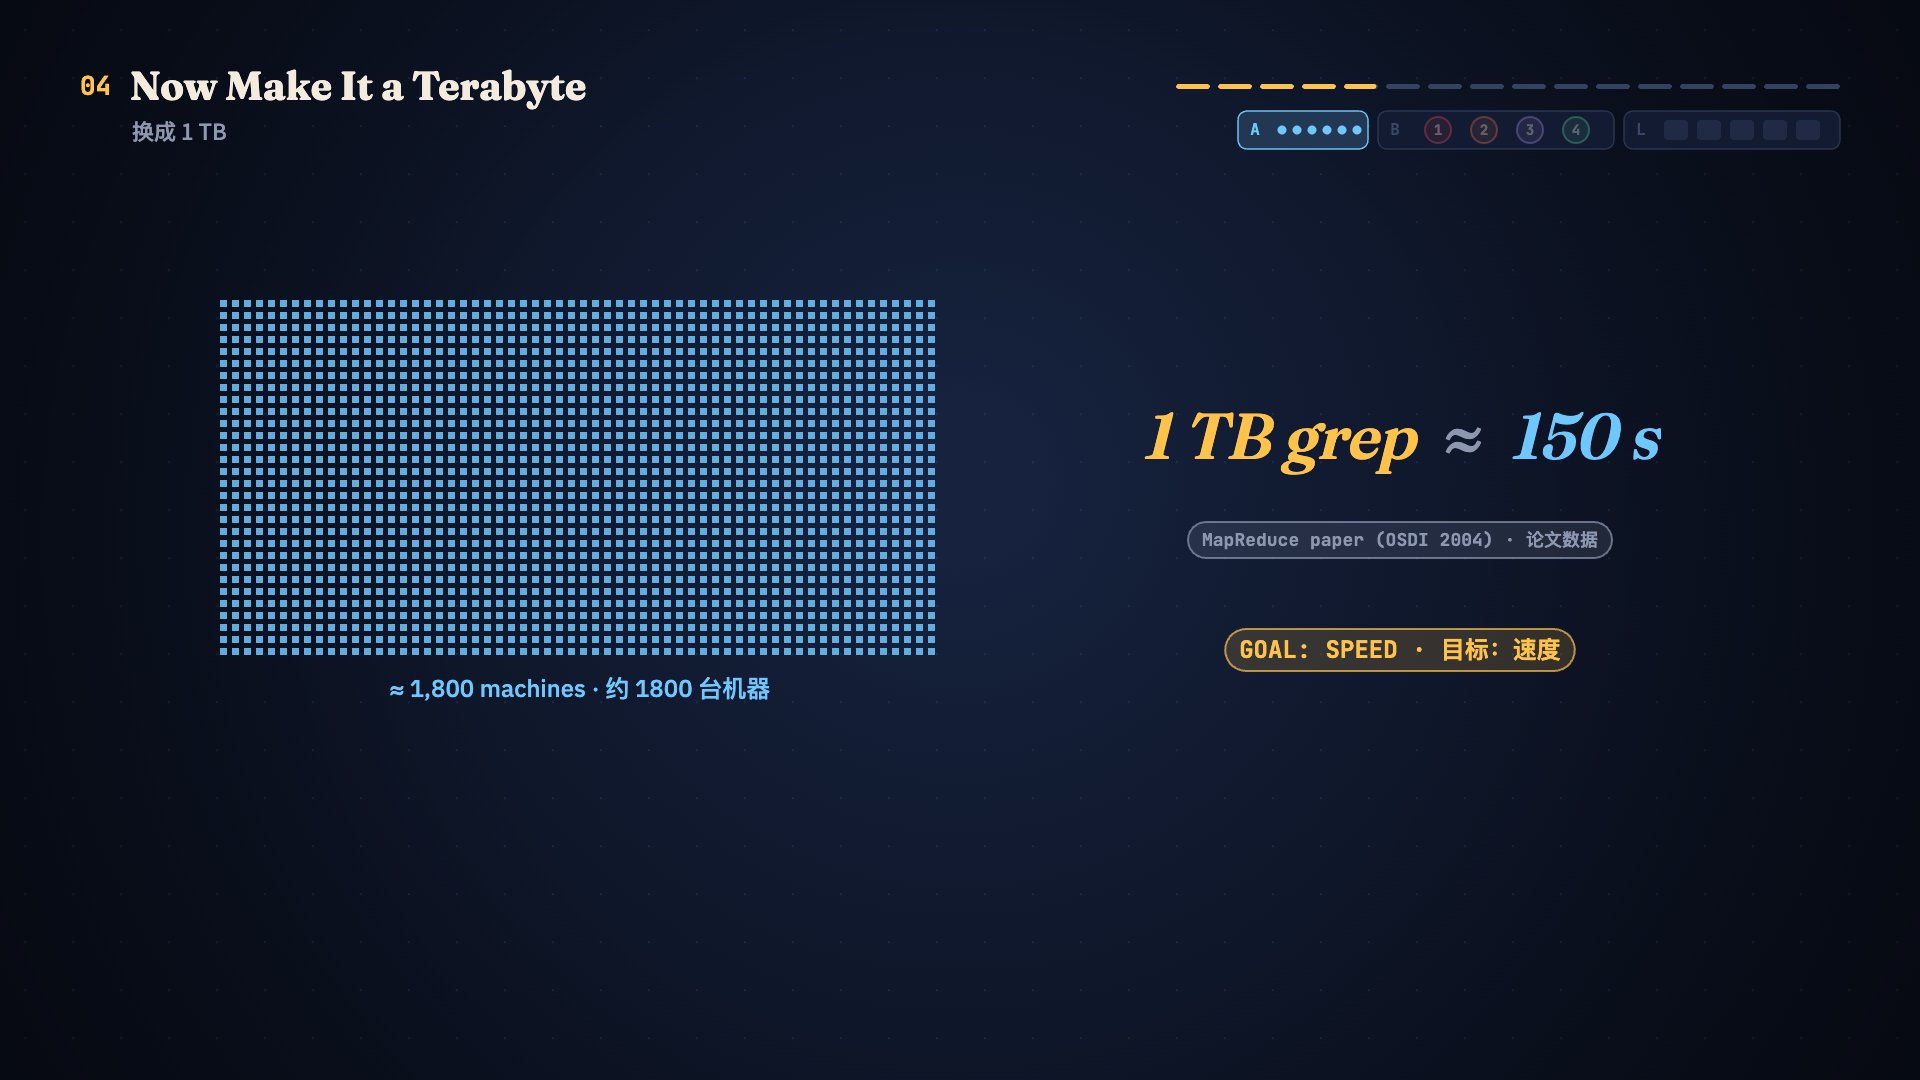 04 Now Make It a Terabyte
换成 1 TB
A B 1 2 3 4 L
1 TB grep ≈ 150 s
MapReduce paper (OSDI 2004) · 论文数据
GOAL: SPEED · 目标：速度
≈ 1,800 machines · 约 1800 台机器